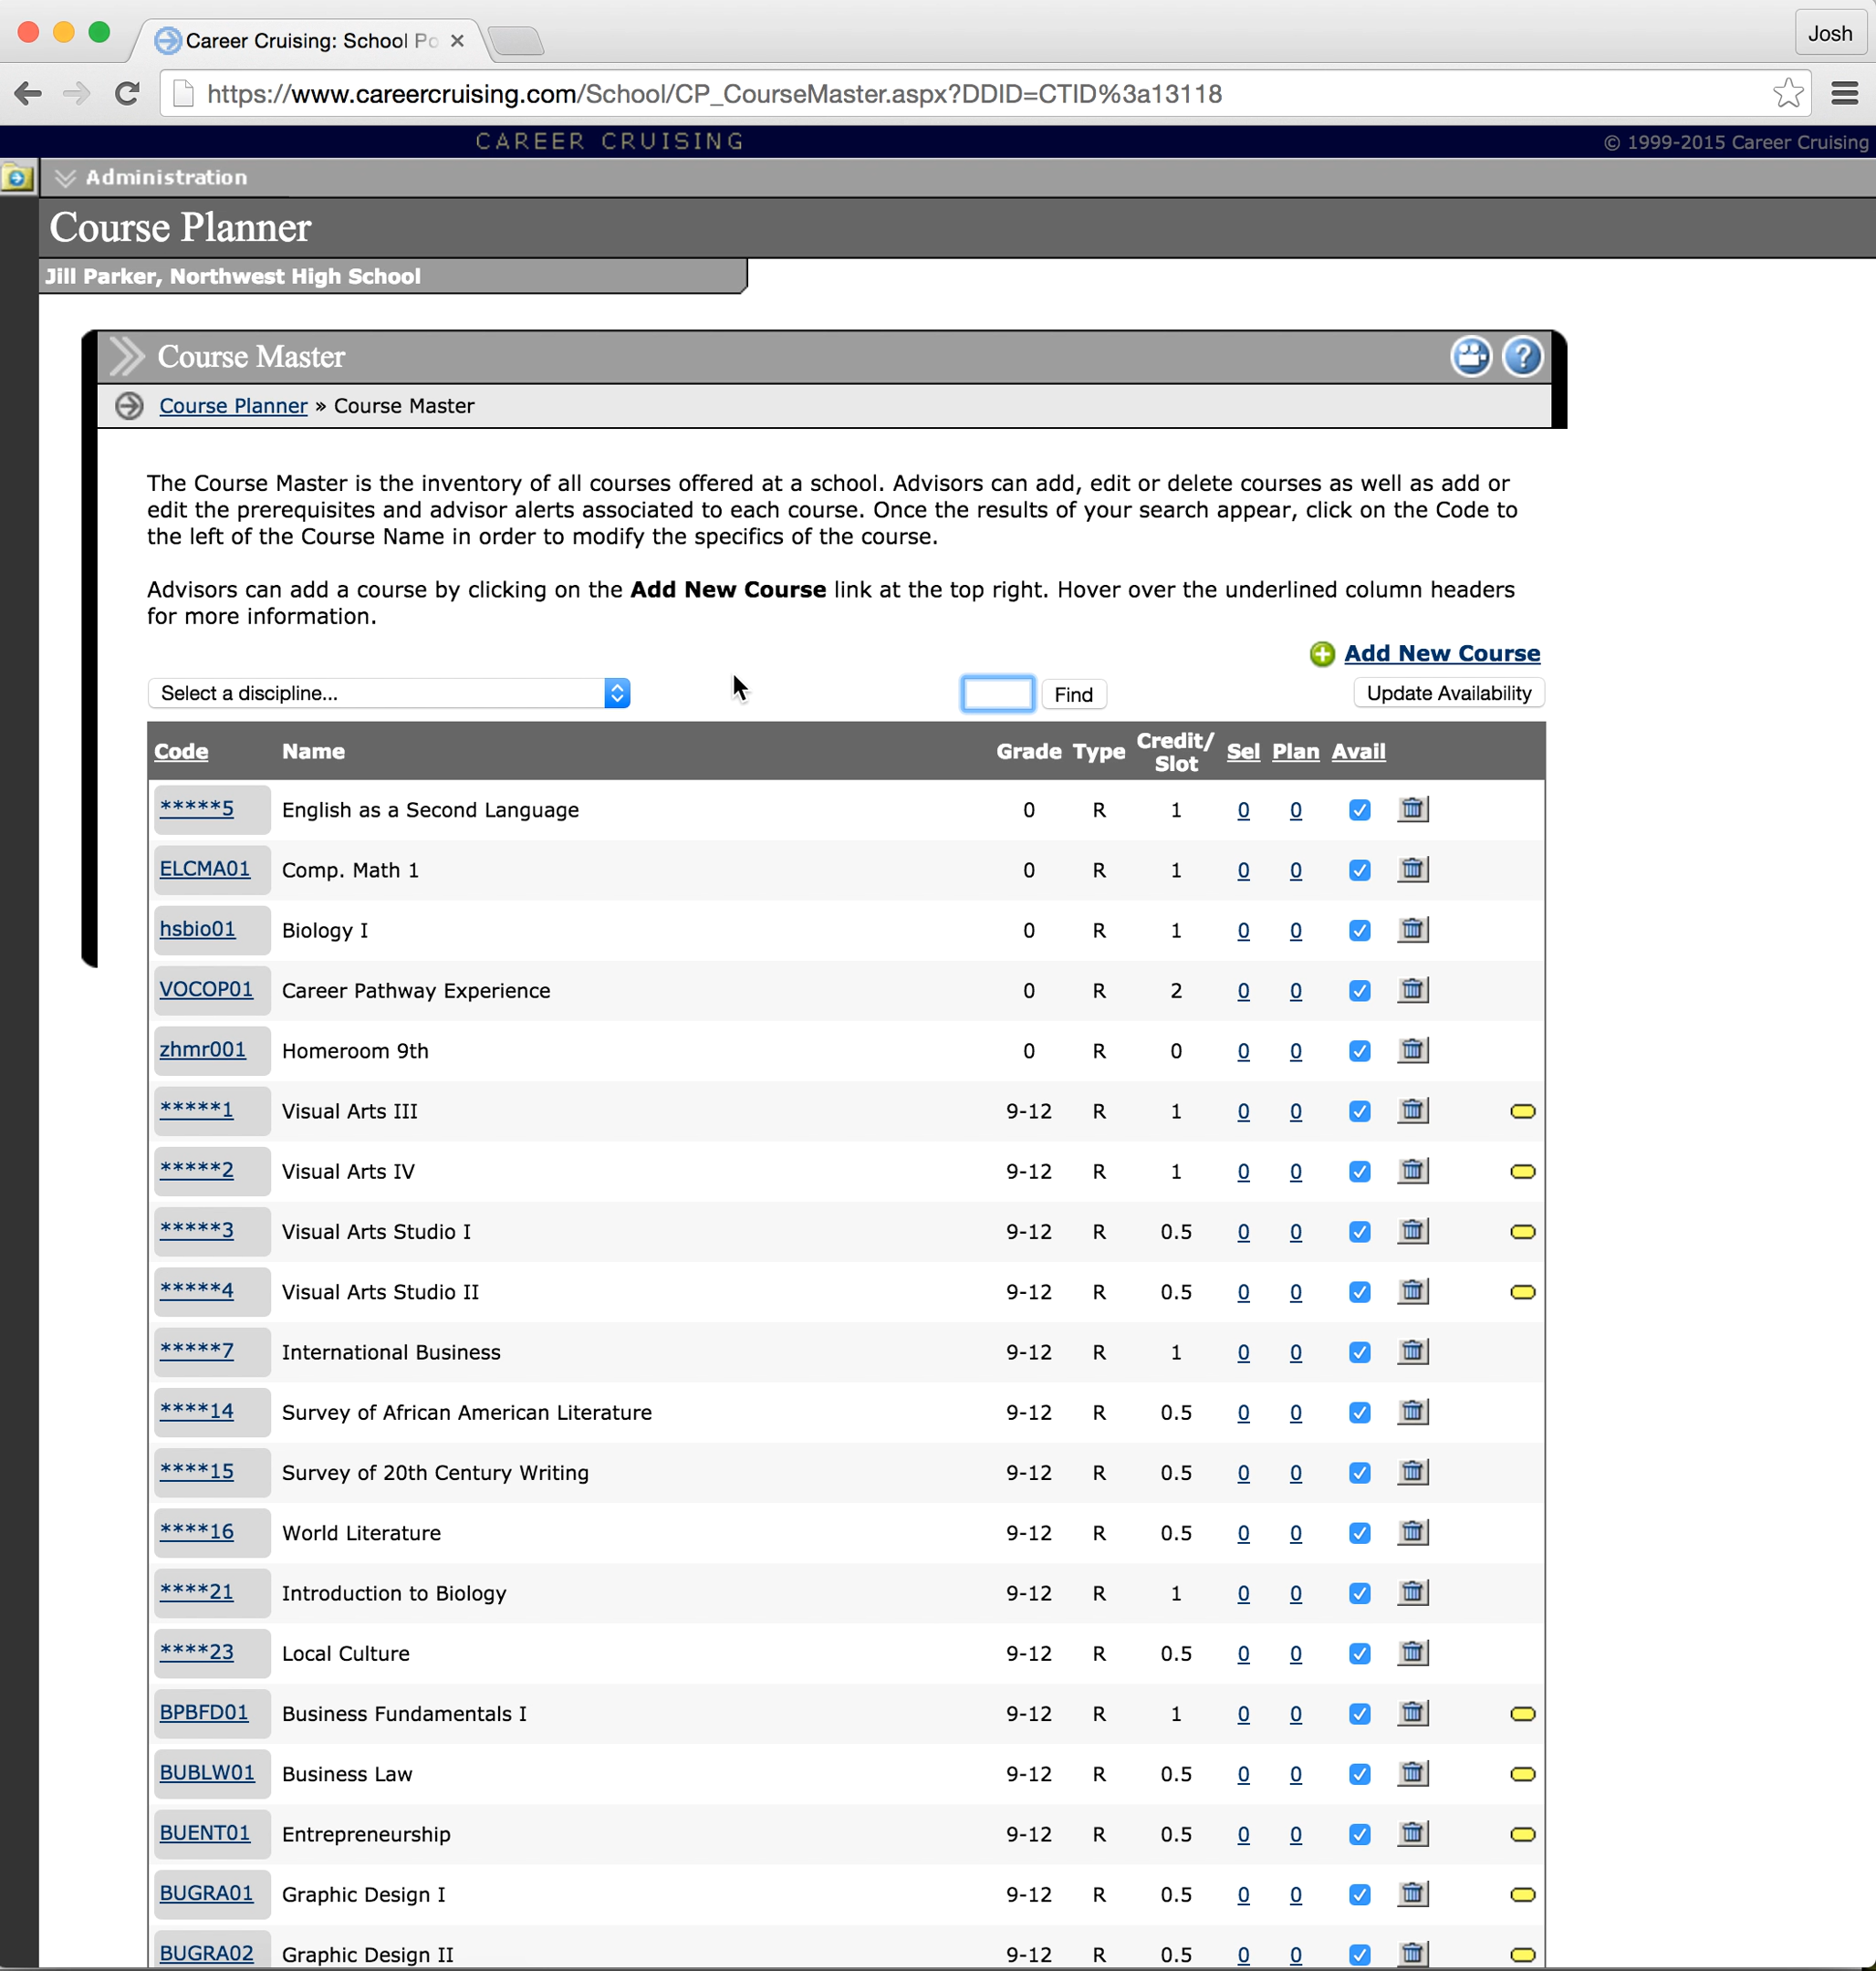 Career Cruising: School Po
Josh
https://www.careercruising.com/School/CP_CourseMaster.aspx?DDID=CTID%3a13118
CAREER CRUISING
© 1999-2015 Career Cruising
Administration
Course Planner
Jill Parker, Northwest High School
Course Master
?
Course Planner » Course Master
The Course Master is the inventory of all courses offered at a school. Advisors can add, edit or delete courses as well as add or
edit the prerequisites and advisor alerts associated to each course. Once the results of your search appear, click on the Code to
the left of the Course Name in order to modify the specifics of the course.
Advisors can add a course by clicking on the Add New Course link at the top right. Hover over the underlined column headers
for more information.
Add New Course
Select a discipline... Find Update Availability
Code Name Grade Type Credit/ Slot Sel Plan Avail
*****5 English as a Second Language 0 R 1 0 0
ELCMA01 Comp. Math 1 0 R 1 0 0
hsbio01 Biology I 0 R 1 0 0
VOCOP01 Career Pathway Experience 0 R 2 0 0
zhmr001 Homeroom 9th 0 R 0 0 0
*****1 Visual Arts III 9-12 R 1 0 0
*****2 Visual Arts IV 9-12 R 1 0 0
*****3 Visual Arts Studio I 9-12 R 0.5 0 0
*****4 Visual Arts Studio II 9-12 R 0.5 0 0
*****7 International Business 9-12 R 1 0 0
****14 Survey of African American Literature 9-12 R 0.5 0 0
****15 Survey of 20th Century Writing 9-12 R 0.5 0 0
****16 World Literature 9-12 R 0.5 0 0
****21 Introduction to Biology 9-12 R 1 0 0
****23 Local Culture 9-12 R 0.5 0 0
BPBFD01 Business Fundamentals I 9-12 R 1 0 0
BUBLW01 Business Law 9-12 R 0.5 0 0
BUENT01 Entrepreneurship 9-12 R 0.5 0 0
BUGRA01 Graphic Design I 9-12 R 0.5 0 0
BUGRA02 Graphic Design II 9-12 R 0.5 0 0